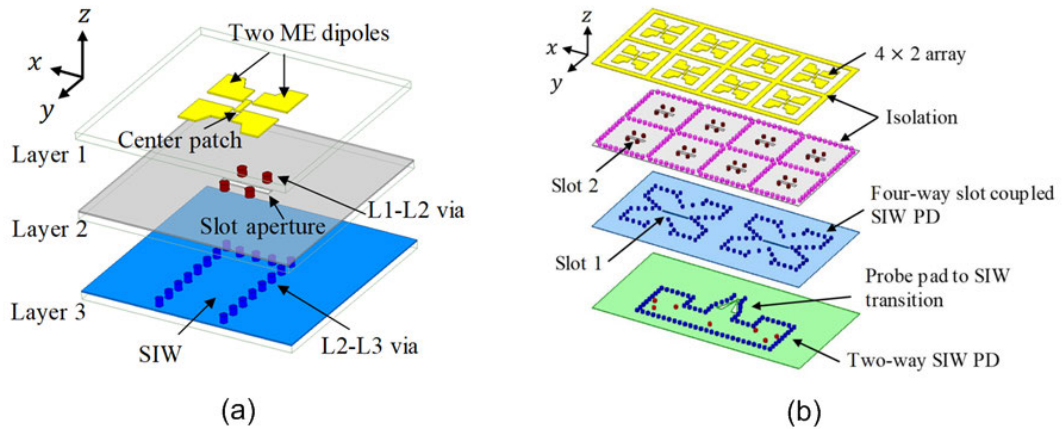 z
x
y
Two ME dipoles
Center patch
Layer 1
L1-L2 via
Slot aperture
Layer 2
Layer 3
SIW
L2-L3 via
(a)
z
x
y
4 × 2 array
Isolation
Slot 2
Four-way slot coupled
SIW PD
Slot 1
Probe pad to SIW
transition
Two-way SIW PD
(b)